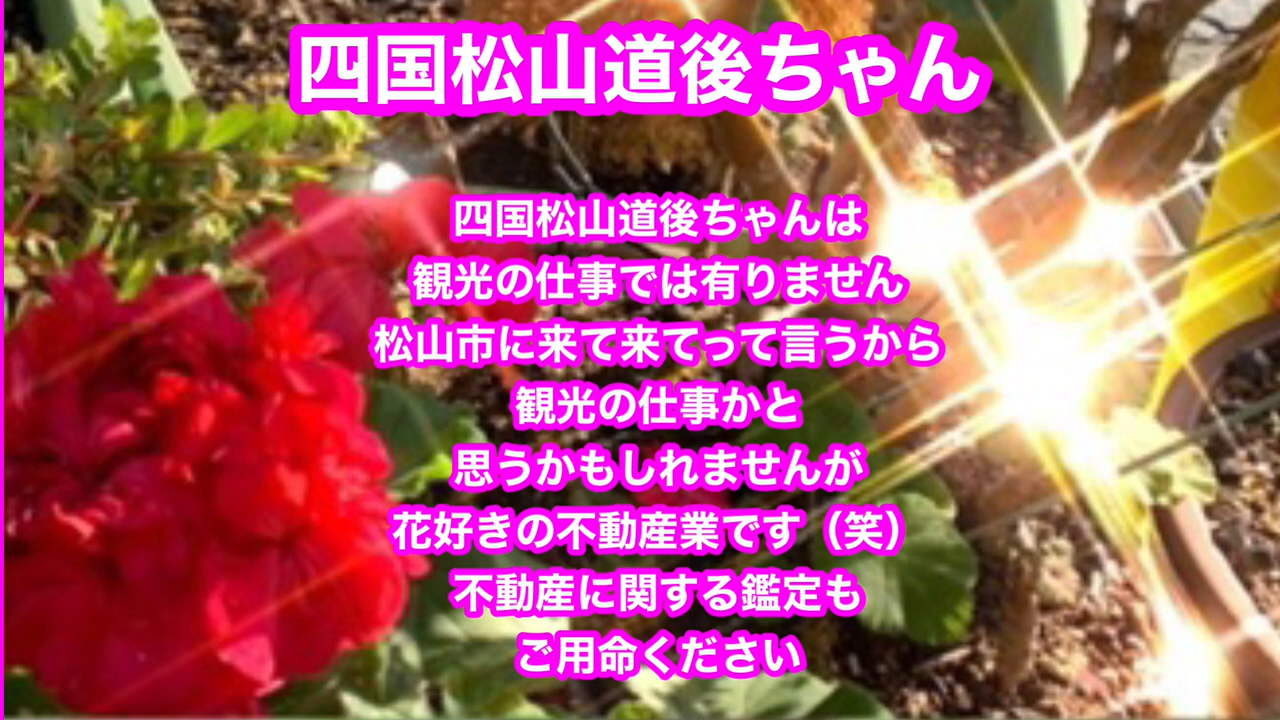 四国松山道後ちゃん
四国松山道後ちゃんは
観光の仕事では有りません
松山市に来て来てって言うから
観光の仕事かと
思うかもしれませんが
花好きの不動産業です（笑）
不動産に関する鑑定も
ご用命ください